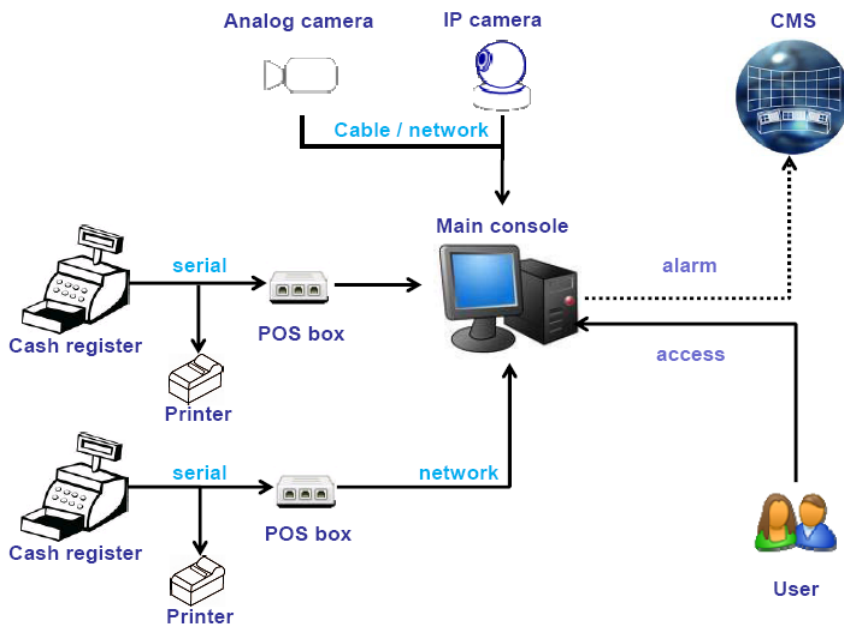 Analog camera
IP camera
CMS
Cable / network
Main console
serial
alarm
POS box
Cash register
access
Printer
serial
network
POS box
Cash register
User
Printer